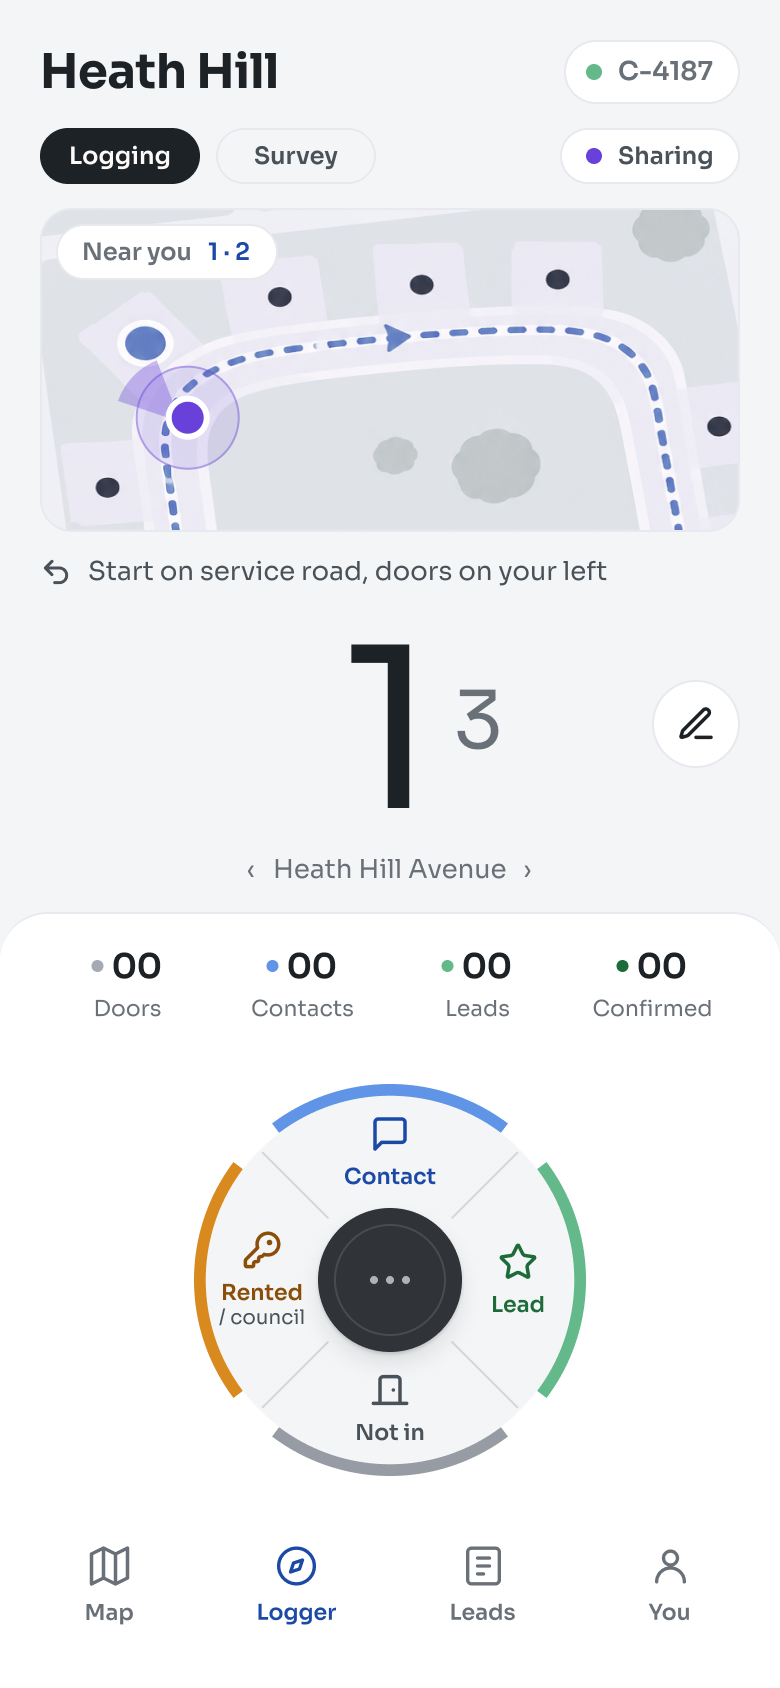 Heath Hill
C-4187
Logging
Survey
Sharing
Near you 1 · 2
Start on service road, doors on your left
1 3
‹ Heath Hill Avenue ›
00 00 00 00
Doors Contacts Leads Confirmed
Contact
Rented
/ council
Lead
Not in
Map Logger Leads You